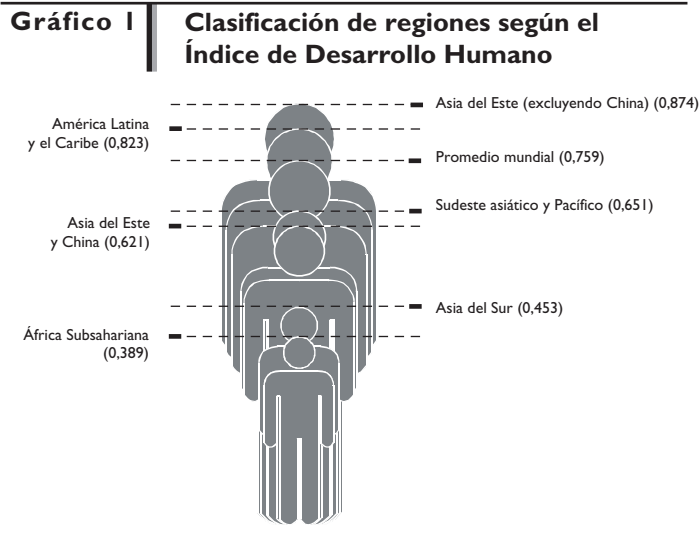 Gráfico 1
Clasificación de regiones según el
Índice de Desarrollo Humano
Asia del Este (excluyendo China) (0,874)
América Latina
y el Caribe (0,823)
Promedio mundial (0,759)
Sudeste asiático y Pacífico (0,651)
Asia del Este
y China (0,621)
Asia del Sur (0,453)
África Subsahariana
(0,389)